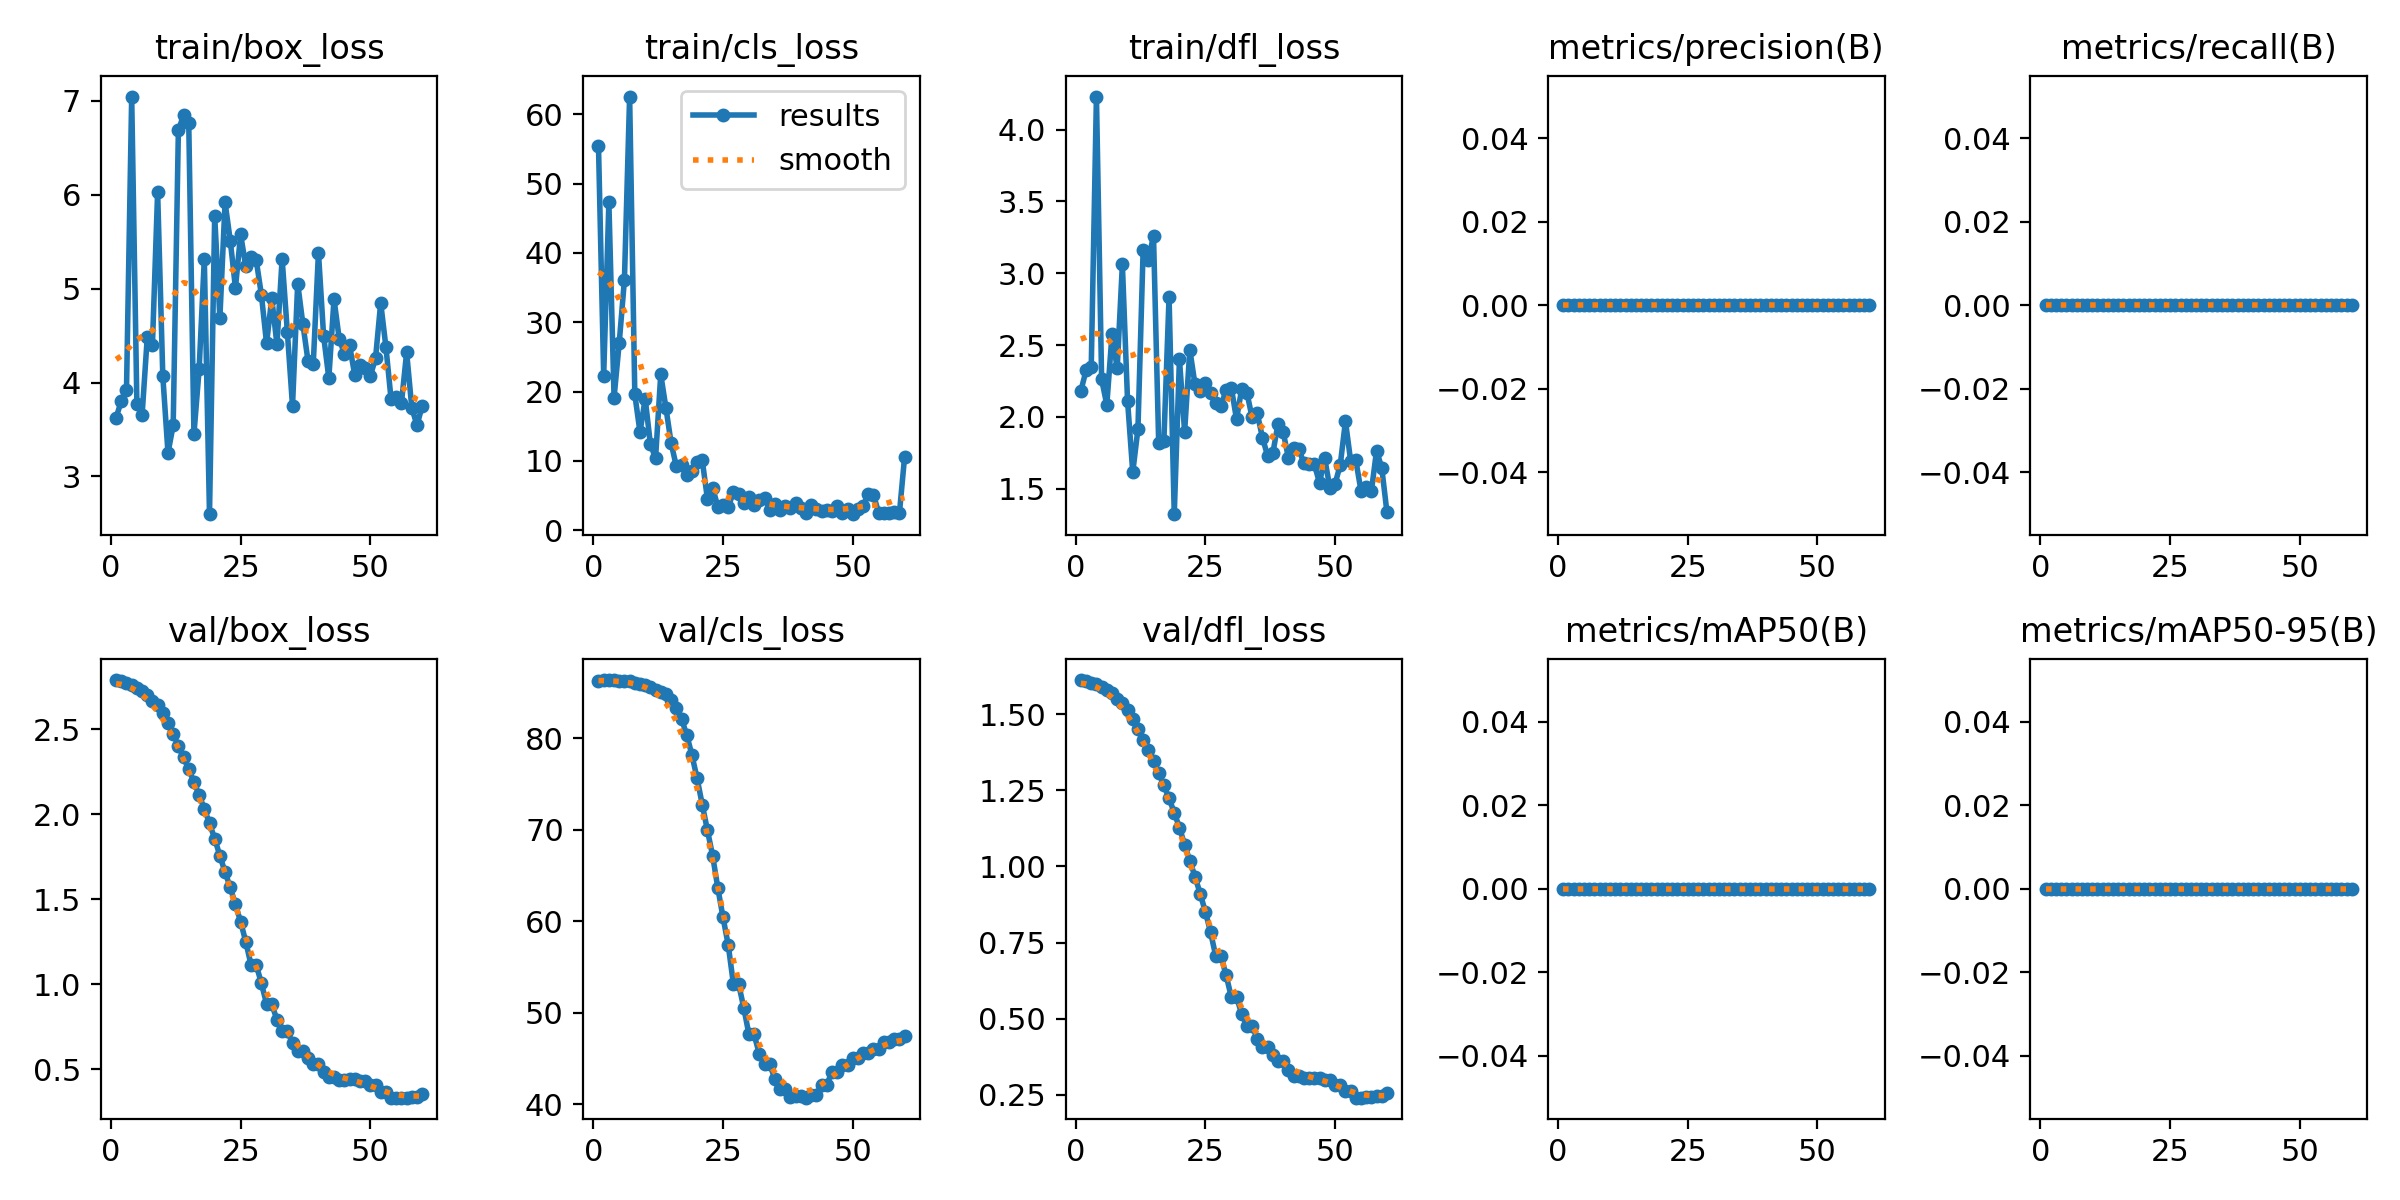 train/box_loss
7
6
5
4
3
0 25 50
train/cls_loss
results
smooth
60
50
40
30
20
10
0
0 25 50
train/dfl_loss
4.0
3.5
3.0
2.5
2.0
1.5
0 25 50
metrics/precision(B)
0.04
0.02
0.00
−0.02
−0.04
0 25 50
metrics/recall(B)
0.04
0.02
0.00
−0.02
−0.04
0 25 50
val/box_loss
2.5
2.0
1.5
1.0
0.5
0 25 50
val/cls_loss
80
70
60
50
40
0 25 50
val/dfl_loss
1.50
1.25
1.00
0.75
0.50
0.25
0 25 50
metrics/mAP50(B)
0.04
0.02
0.00
−0.02
−0.04
0 25 50
metrics/mAP50-95(B)
0.04
0.02
0.00
−0.02
−0.04
0 25 50